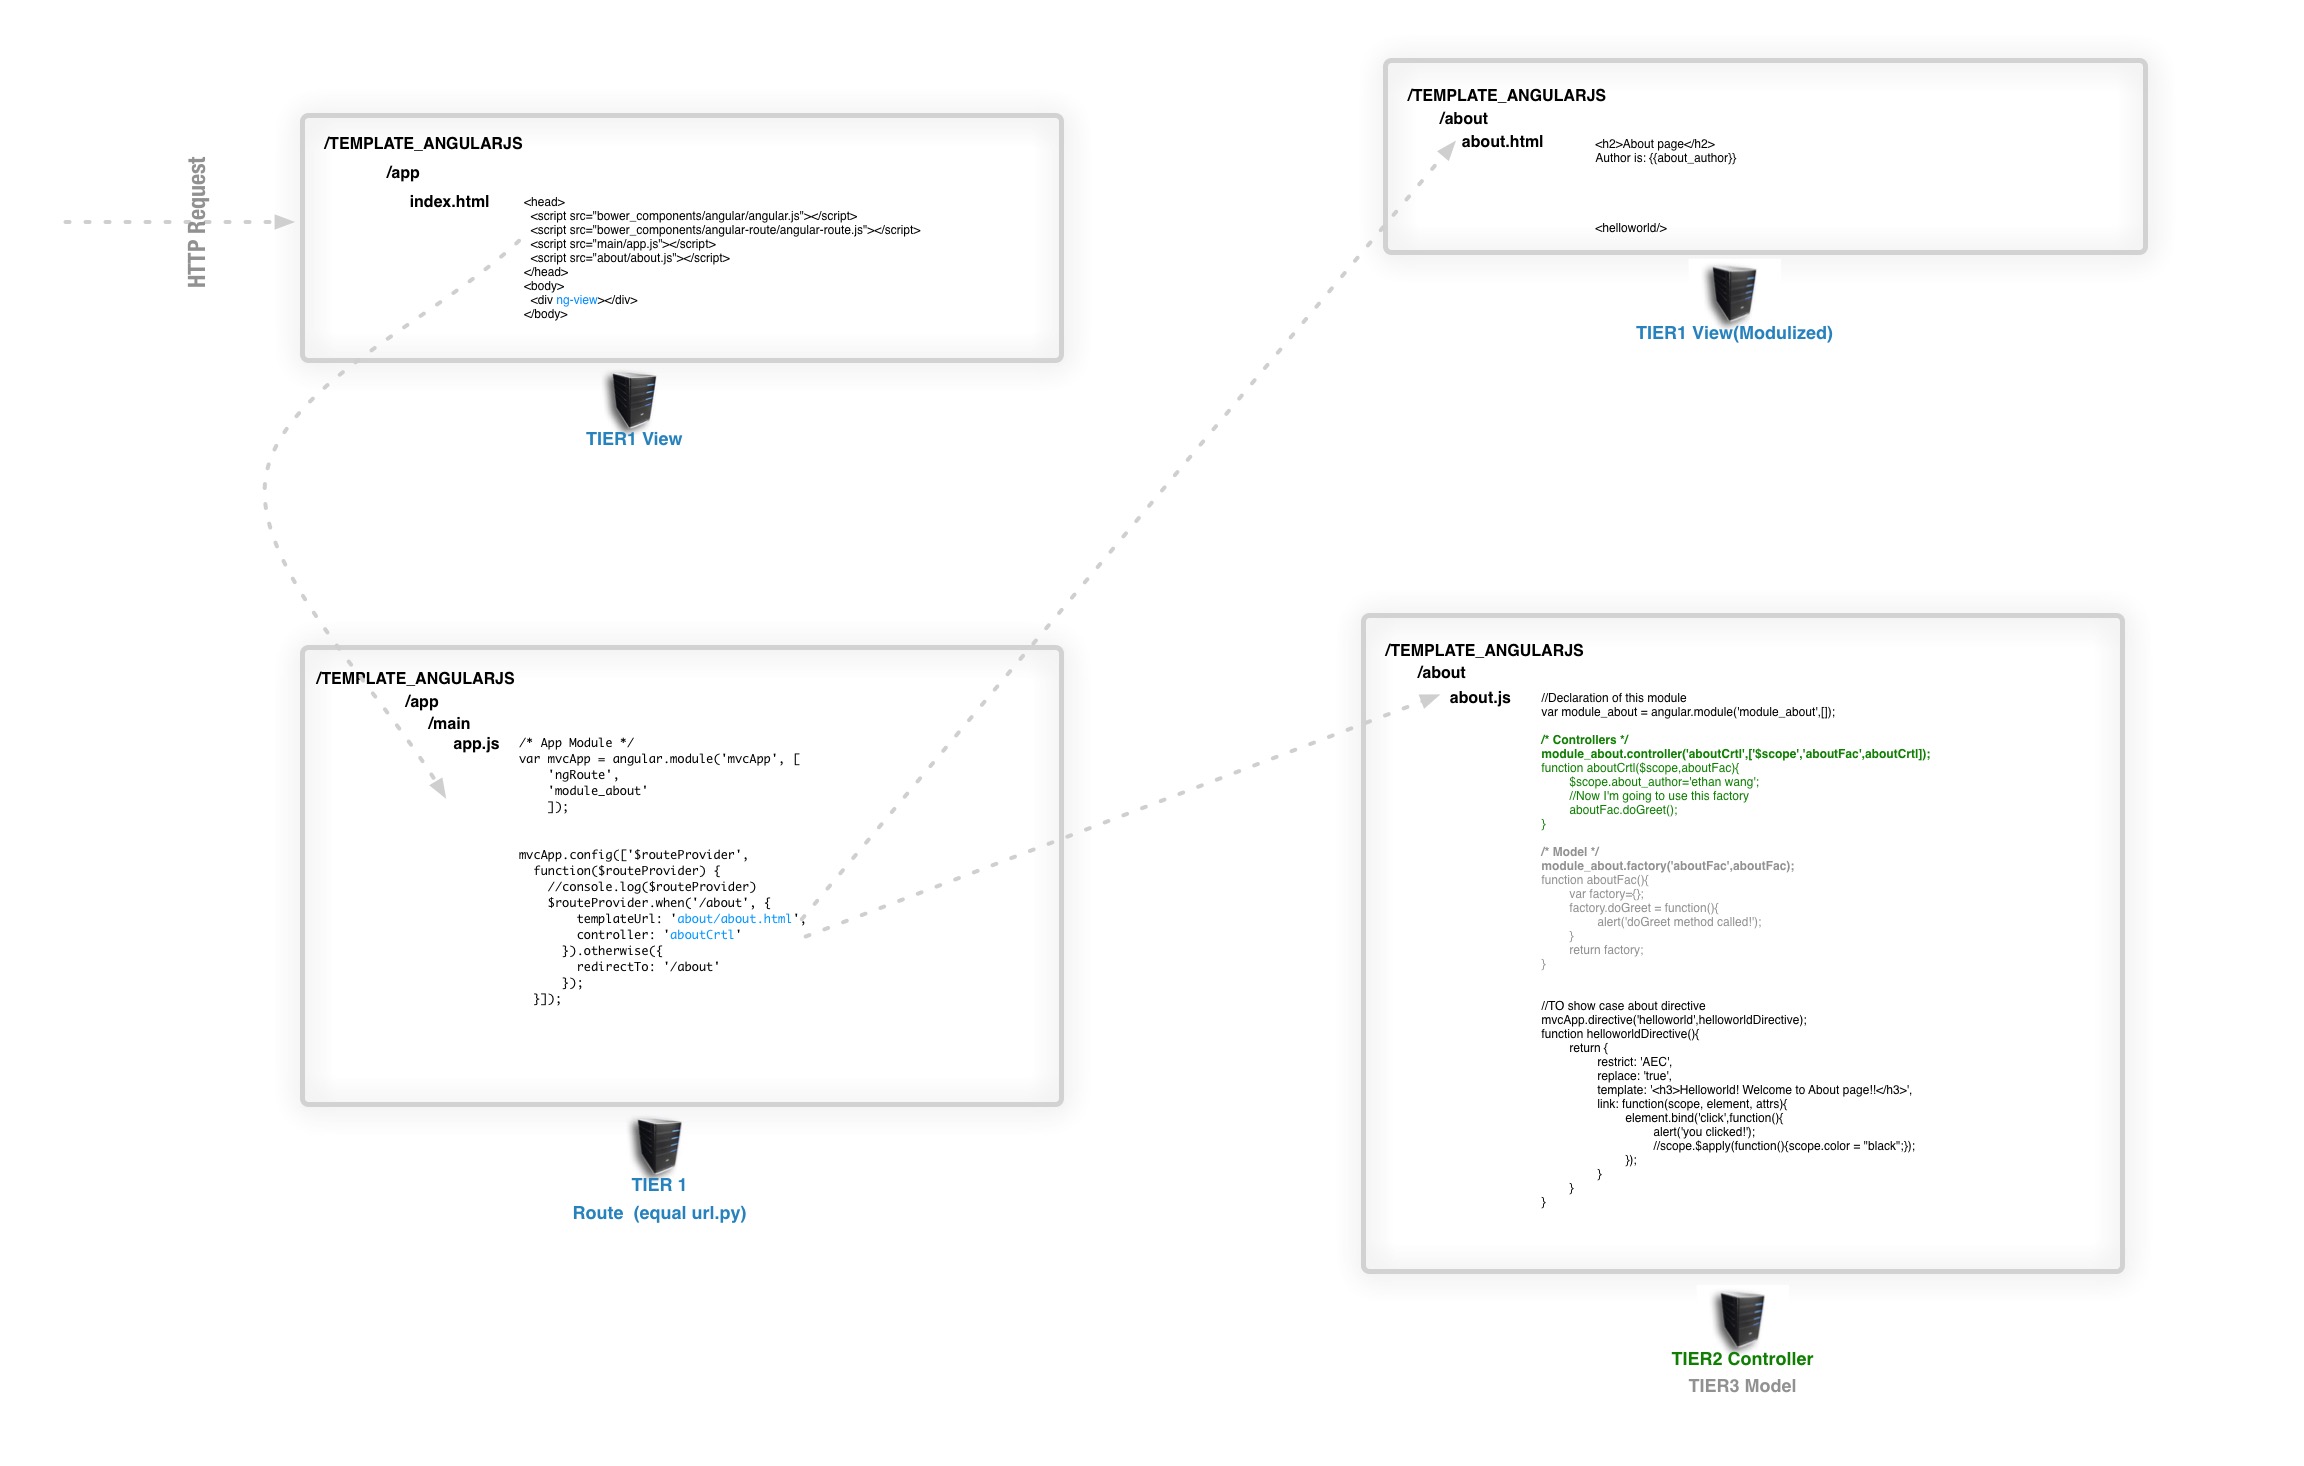 HTTP Request
/TEMPLATE_ANGULARJS
/app
index.html
<head>
<script src="bower_components/angular/angular.js"></script>
<script src="bower_components/angular-route/angular-route.js"></script>
<script src="main/app.js"></script>
<script src="about/about.js"></script>
</head>
<body>
<div ng-view></div>
</body>
TIER1 View
/TEMPLATE_ANGULARJS
/app
/main
app.js
/* App Module */
var mvcApp = angular.module('mvcApp', [
'ngRoute',
'module_about'
]);
mvcApp.config(['$routeProvider',
function($routeProvider) {
//console.log($routeProvider)
$routeProvider.when('/about', {
templateUrl: 'about/about.html',
controller: 'aboutCrtl'
}).otherwise({
redirectTo: '/about'
});
}]);
TIER 1
Route (equal url.py)
/TEMPLATE_ANGULARJS
/about
about.html
<h2>About page</h2>
Author is: {{about_author}}
<helloworld/>
TIER1 View(Modulized)
/TEMPLATE_ANGULARJS
/about
about.js
//Declaration of this module
var module_about = angular.module('module_about',[]);
/* Controllers */
module_about.controller('aboutCrtl',['$scope','aboutFac',aboutCrtl]);
function aboutCrtl($scope,aboutFac){
$scope.about_author='ethan wang';
//Now I'm going to use this factory
aboutFac.doGreet();
}
/* Model */
module_about.factory('aboutFac',aboutFac);
function aboutFac(){
var factory={};
factory.doGreet = function(){
alert('doGreet method called!');
}
return factory;
}
//TO show case about directive
mvcApp.directive('helloworld',helloworldDirective);
function helloworldDirective(){
return {
restrict: 'AEC',
replace: 'true',
template: '<h3>Helloworld! Welcome to About page!!</h3>',
link: function(scope, element, attrs){
element.bind('click',function(){
alert('you clicked!');
//scope.$apply(function(){scope.color = "black";});
});
}
}
}
TIER2 Controller
TIER3 Model